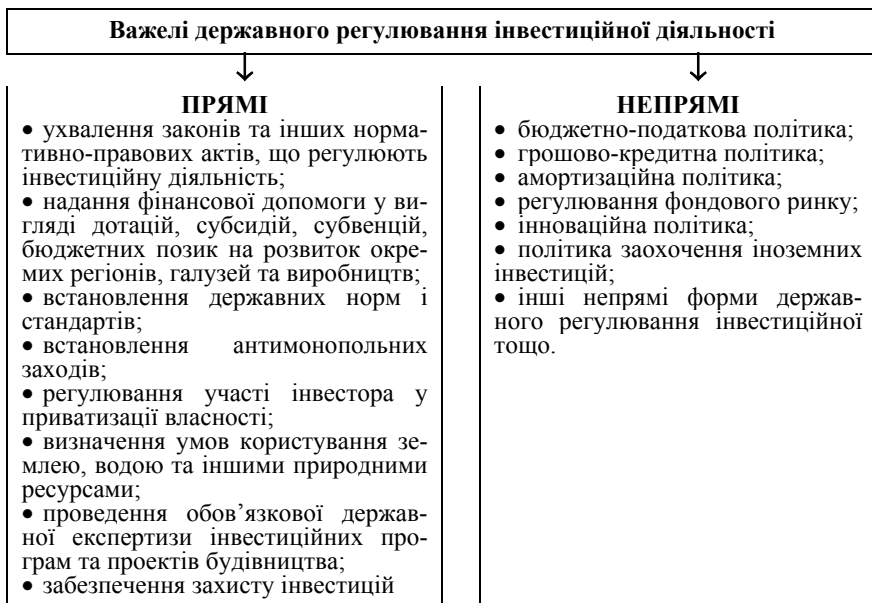 Важелі державного регулювання інвестиційної діяльності
ПРЯМІ
• ухвалення законів та інших норма-
тивно-правових актів, що регулюють
інвестиційну діяльність;
• надання фінансової допомоги у ви-
гляді дотацій, субсидій, субвенцій,
бюджетних позик на розвиток окре-
мих регіонів, галузей та виробництв;
• встановлення державних норм і
стандартів;
• встановлення антимонопольних
заходів;
• регулювання участі інвестора у
приватизації власності;
• визначення умов користування зе-
млею, водою та іншими природними
ресурсами;
• проведення обов’язкової держав-
ної експертизи інвестиційних про-
грам та проектів будівництва;
• забезпечення захисту інвестицій
НЕПРЯМІ
• бюджетно-податкова політика;
• грошово-кредитна політика;
• амортизаційна політика;
• регулювання фондового ринку;
• інноваційна політика;
• політика заохочення іноземних
інвестицій;
• інші непрямі форми держав-
ного регулювання інвестиційної
тощо.